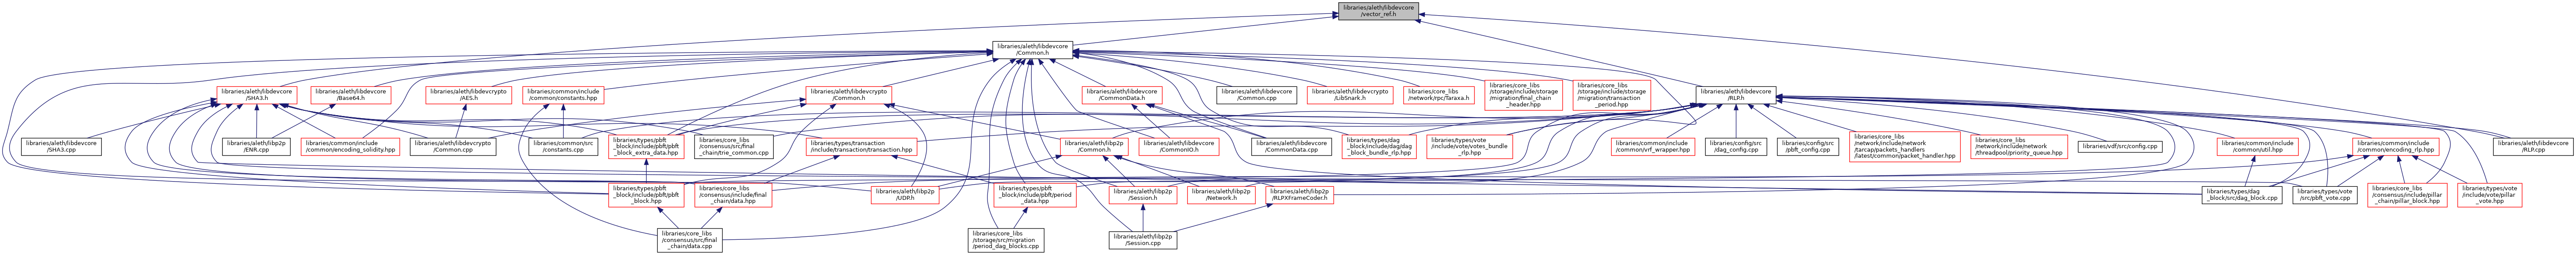 libraries/aleth/libdevcore
/vector_ref.h
libraries/aleth/libdevcore
/Common.h
libraries/aleth/libdevcore
/SHA3.h
libraries/aleth/libdevcore
/Base64.h
libraries/aleth/libdevcrypto
/AES.h
libraries/common/include
/common/constants.hpp
libraries/aleth/libdevcrypto
/Common.h
libraries/aleth/libdevcore
/CommonData.h
libraries/aleth/libdevcore
/Common.cpp
libraries/aleth/libdevcrypto
/LibSnark.h
libraries/core_libs
/network/rpc/Taraxa.h
libraries/core_libs
/storage/include/storage
/migration/final_chain
_header.hpp
libraries/core_libs
/storage/include/storage
/migration/transaction
_period.hpp
libraries/aleth/libdevcore
/RLP.h
libraries/aleth/libdevcore
/SHA3.cpp
libraries/aleth/libp2p
/ENR.cpp
libraries/common/include
/common/encoding_solidity.hpp
libraries/aleth/libdevcrypto
/Common.cpp
libraries/common/src
/constants.cpp
libraries/types/pbft
_block/include/pbft/pbft
_block_extra_data.hpp
libraries/core_libs
/consensus/src/final
_chain/trie_common.cpp
libraries/types/transaction
/include/transaction/transaction.hpp
libraries/aleth/libp2p
/Common.h
libraries/aleth/libdevcore
/CommonIO.h
libraries/aleth/libdevcore
/CommonData.cpp
libraries/types/dag
_block/include/dag/dag
_block_bundle_rlp.hpp
libraries/types/vote
/include/vote/votes_bundle
_rlp.hpp
libraries/common/include
/common/vrf_wrapper.hpp
libraries/config/src
/dag_config.cpp
libraries/config/src
/pbft_config.cpp
libraries/core_libs
/network/include/network
/tarcap/packets_handlers
/latest/common/packet_handler.hpp
libraries/core_libs
/network/include/network
/threadpool/priority_queue.hpp
libraries/vdf/src/config.cpp
libraries/common/include
/common/util.hpp
libraries/common/include
/common/encoding_rlp.hpp
libraries/aleth/libdevcore
/RLP.cpp
libraries/types/pbft
_block/include/pbft/pbft
_block.hpp
libraries/core_libs
/consensus/include/final
_chain/data.hpp
libraries/aleth/libp2p
/UDP.h
libraries/types/pbft
_block/include/pbft/period
_data.hpp
libraries/aleth/libp2p
/Session.h
libraries/aleth/libp2p
/Network.h
libraries/aleth/libp2p
/RLPXFrameCoder.h
libraries/types/dag
_block/src/dag_block.cpp
libraries/types/vote
/src/pbft_vote.cpp
libraries/core_libs
/consensus/include/pillar
_chain/pillar_block.hpp
libraries/types/vote
/include/vote/pillar
_vote.hpp
libraries/core_libs
/consensus/src/final
_chain/data.cpp
libraries/core_libs
/storage/src/migration
/period_dag_blocks.cpp
libraries/aleth/libp2p
/Session.cpp